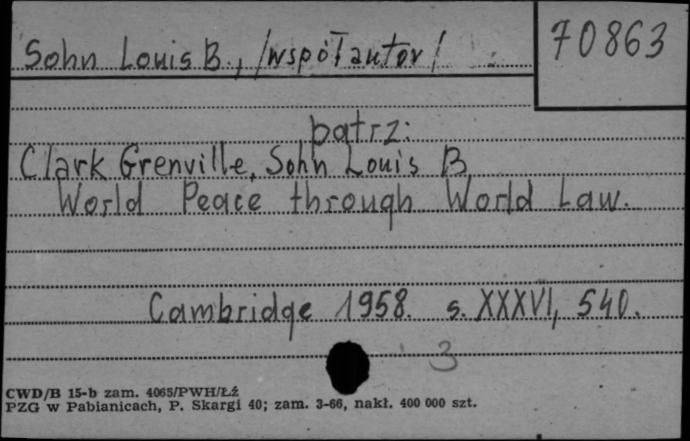 Sohn Louis B., /współautor/
70863
patrz:
Clark Grenville, Sohn Louis B.
World Peace through World Law.
Cambridge 1958. s. XXXVI, 540.
3
CWD/B 15-b zam. 4065/PWH/Łź
PZG w Pabianicach, P. Skargi 40; zam. 3-66, nakł. 400 000 szt.